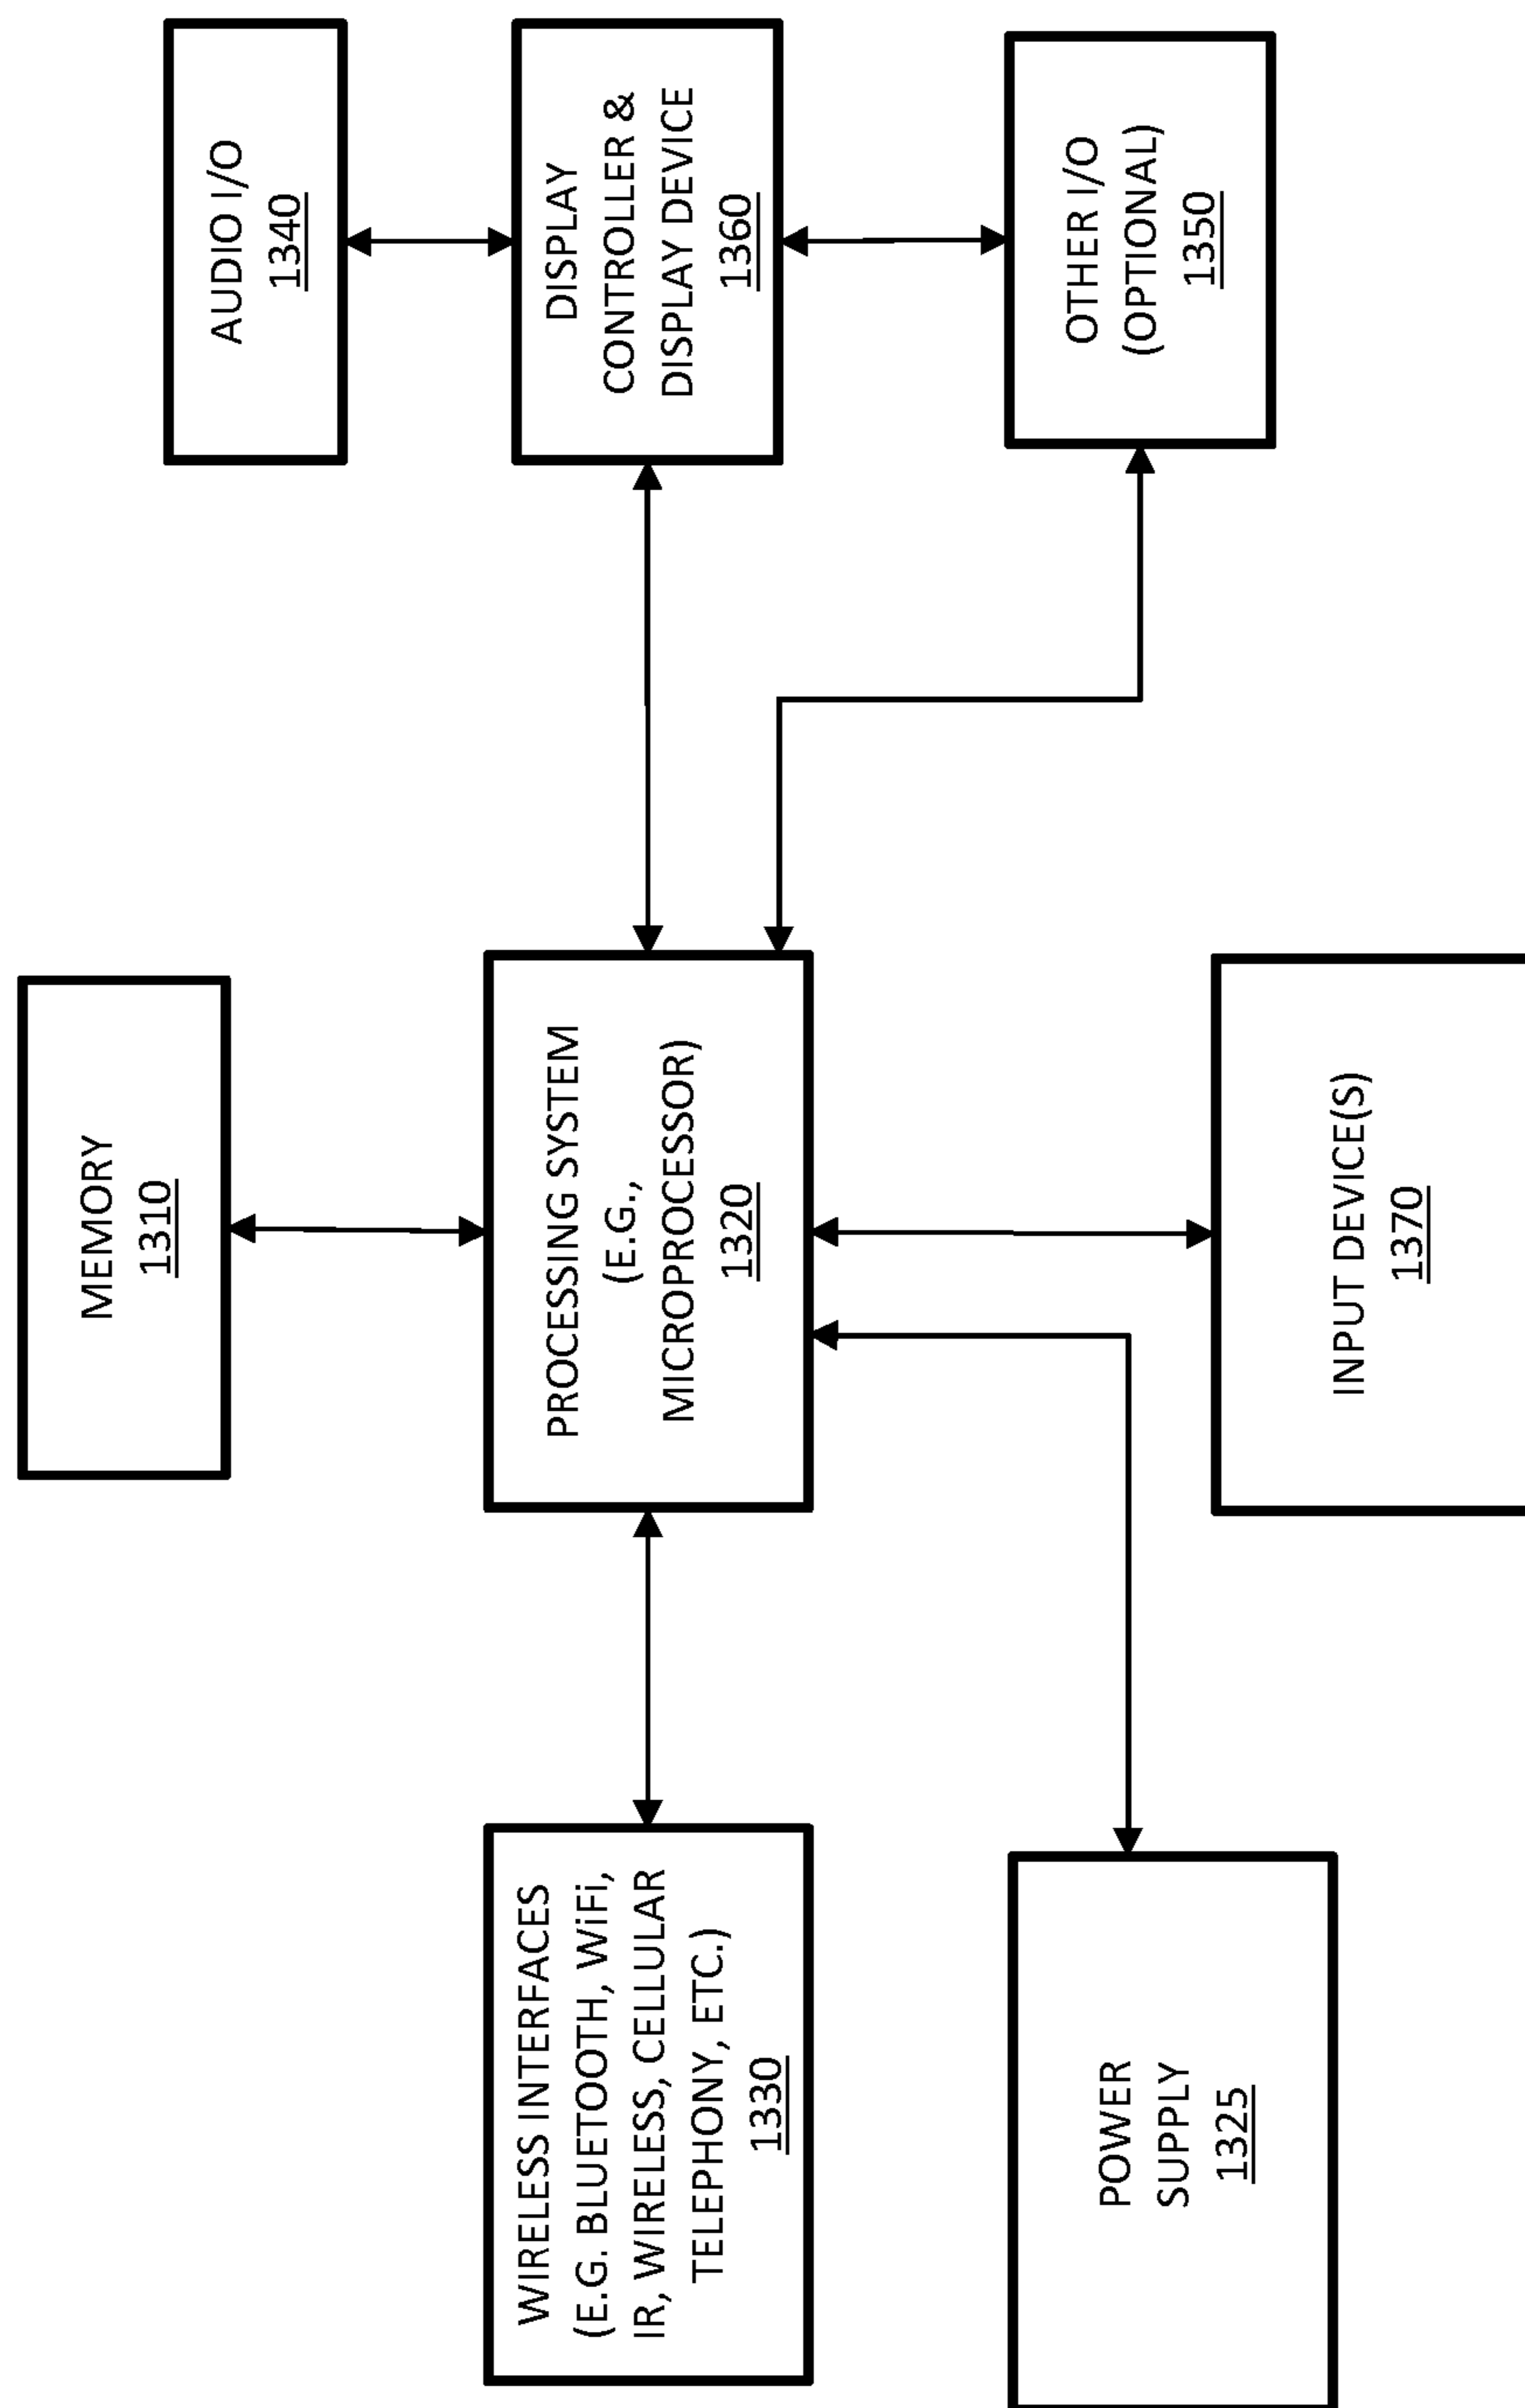 MEMORY
1310
AUDIO I/O
1340
WIRELESS INTERFACES
(E.G. BLUETOOTH, WiFi,
IR, WIRELESS, CELLULAR
TELEPHONY, ETC.)
1330
PROCESSING SYSTEM
(E.G.,
MICROPROCESSOR)
1320
DISPLAY
CONTROLLER &
DISPLAY DEVICE
1360
POWER
SUPPLY
1325
INPUT DEVICE(S)
1370
OTHER I/O
(OPTIONAL)
1350